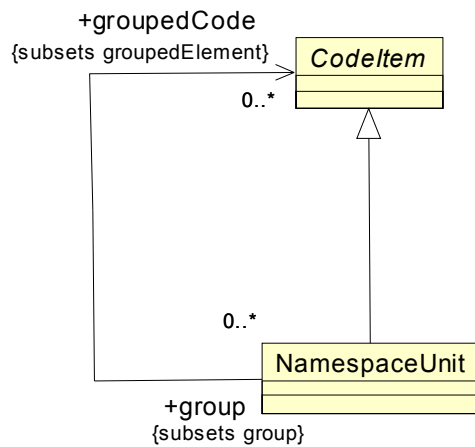 +groupedCode
{subsets groupedElement}
CodeItem
0..*
0..*
NamespaceUnit
+group
{subsets group}